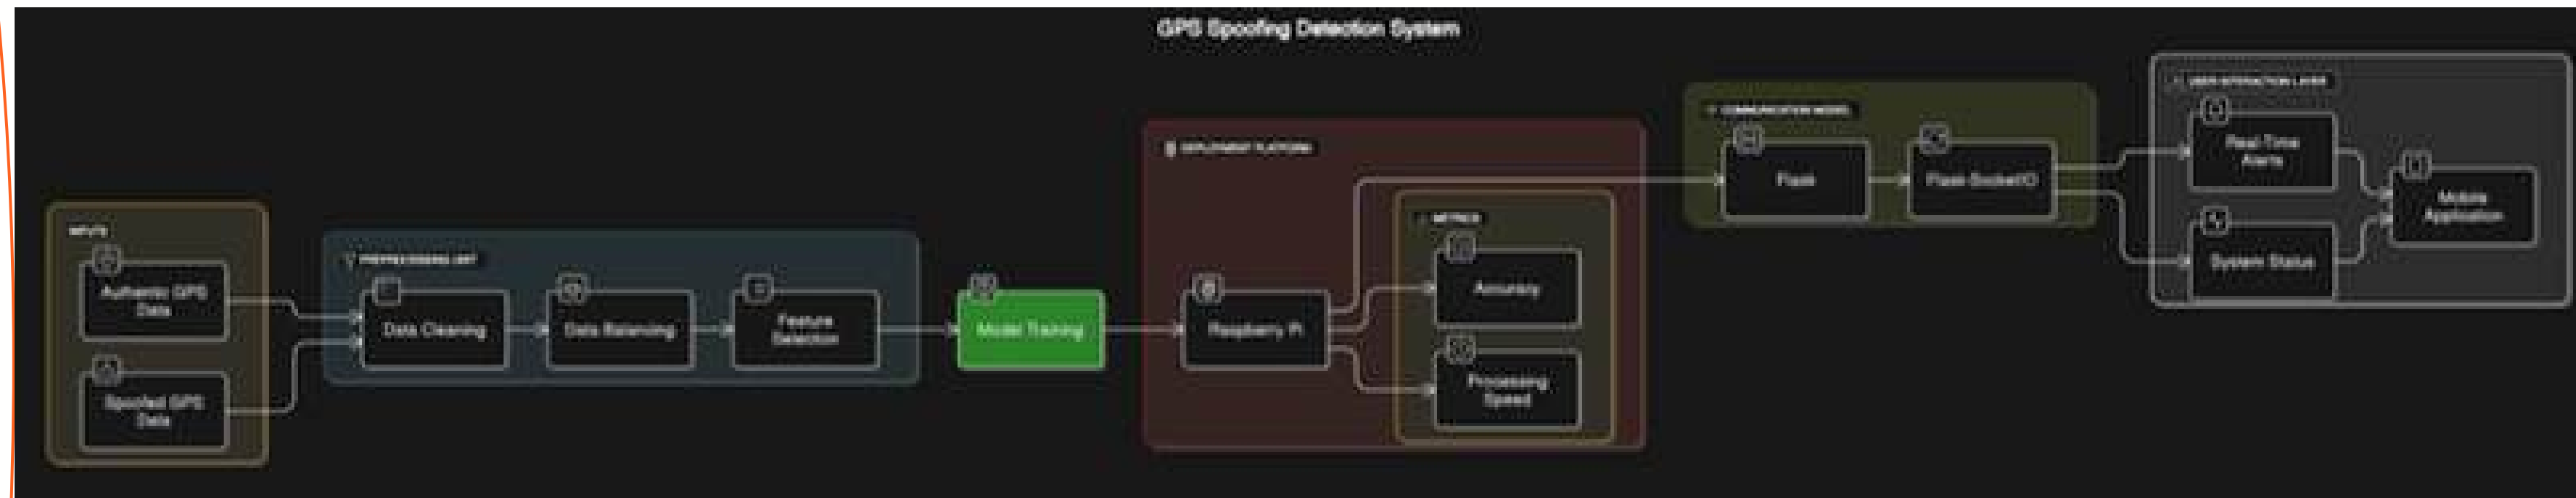 GPS Spoofing Detection System
INPUTS
Authentic GPS
Data
Spoofed GPS
Data
PREPROCESSING UNIT
Data Cleaning
Data Balancing
Feature
Selection
Model Training
DEPLOYMENT PLATFORM
Raspberry Pi
METRICS
Accuracy
Processing
Speed
COMMUNICATION
Flask
Flask-SocketIO
USER INTERACTION LAYER
Real-Time
Alerts
System Status
Mobile
Application